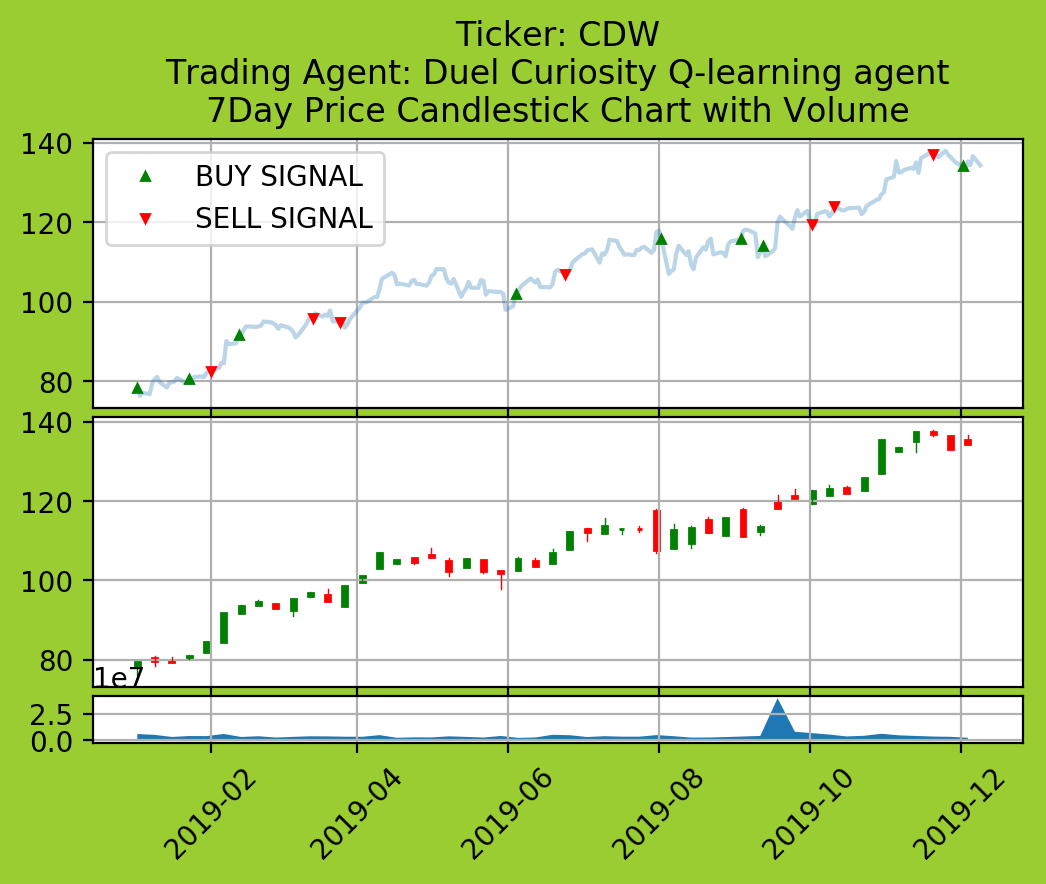 Ticker: CDW
Trading Agent: Duel Curiosity Q-learning agent
7Day Price Candlestick Chart with Volume
140
120
100
80
BUY SIGNAL
SELL SIGNAL
140
120
100
80
1e7
2.5
0.0
2019-02
2019-04
2019-06
2019-08
2019-10
2019-12